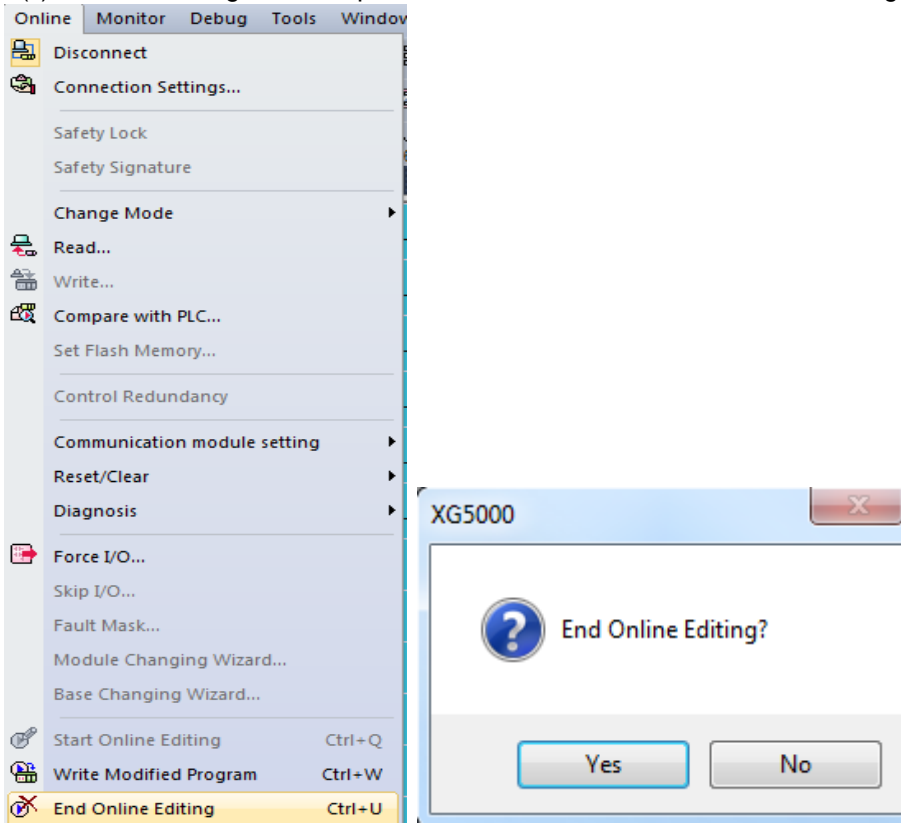 Online Monitor Debug Tools Window
Disconnect
Connection Settings...
Safety Lock
Safety Signature
Change Mode
Read...
Write...
Compare with PLC...
Set Flash Memory...
Control Redundancy
Communication module setting
Reset/Clear
Diagnosis
Force I/O...
Skip I/O...
Fault Mask...
Module Changing Wizard...
Base Changing Wizard...
Start Online Editing Ctrl+Q
Write Modified Program Ctrl+W
End Online Editing Ctrl+U
XG5000
End Online Editing?
Yes No